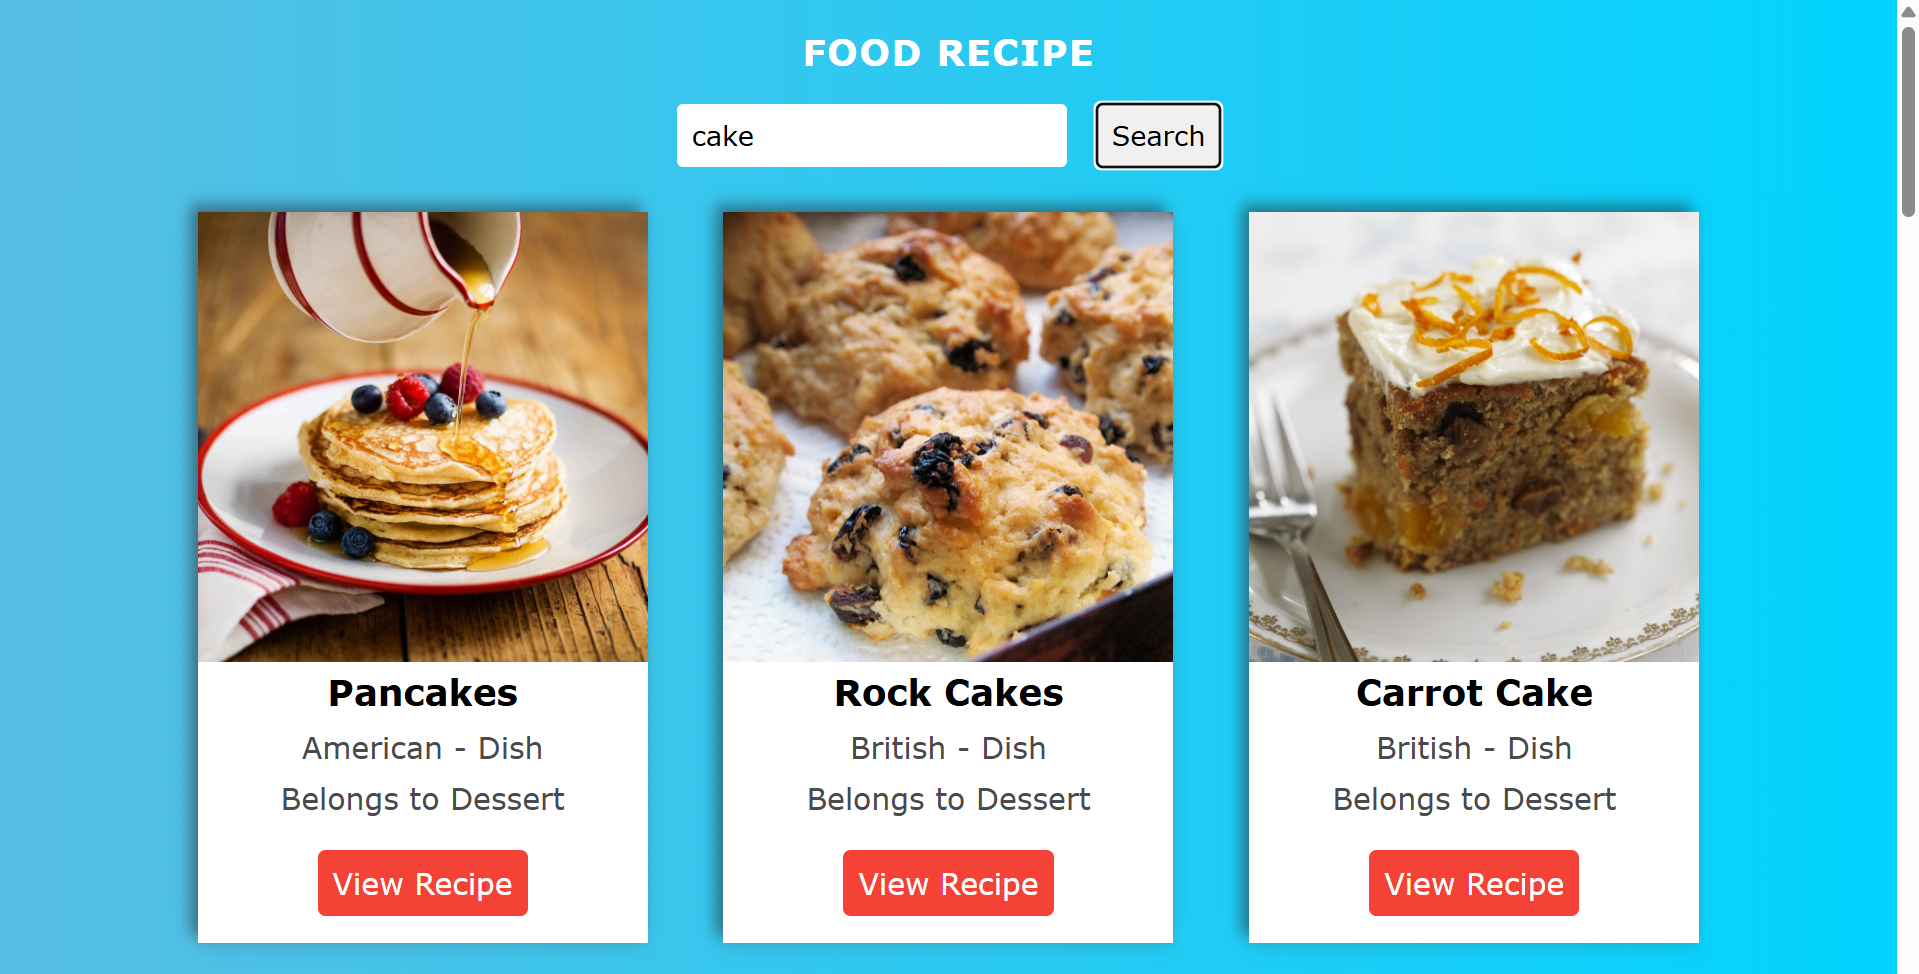 FOOD RECIPE
cake
Search
Pancakes
American - Dish
Belongs to Dessert
View Recipe
Rock Cakes
British - Dish
Belongs to Dessert
View Recipe
Carrot Cake
British - Dish
Belongs to Dessert
View Recipe